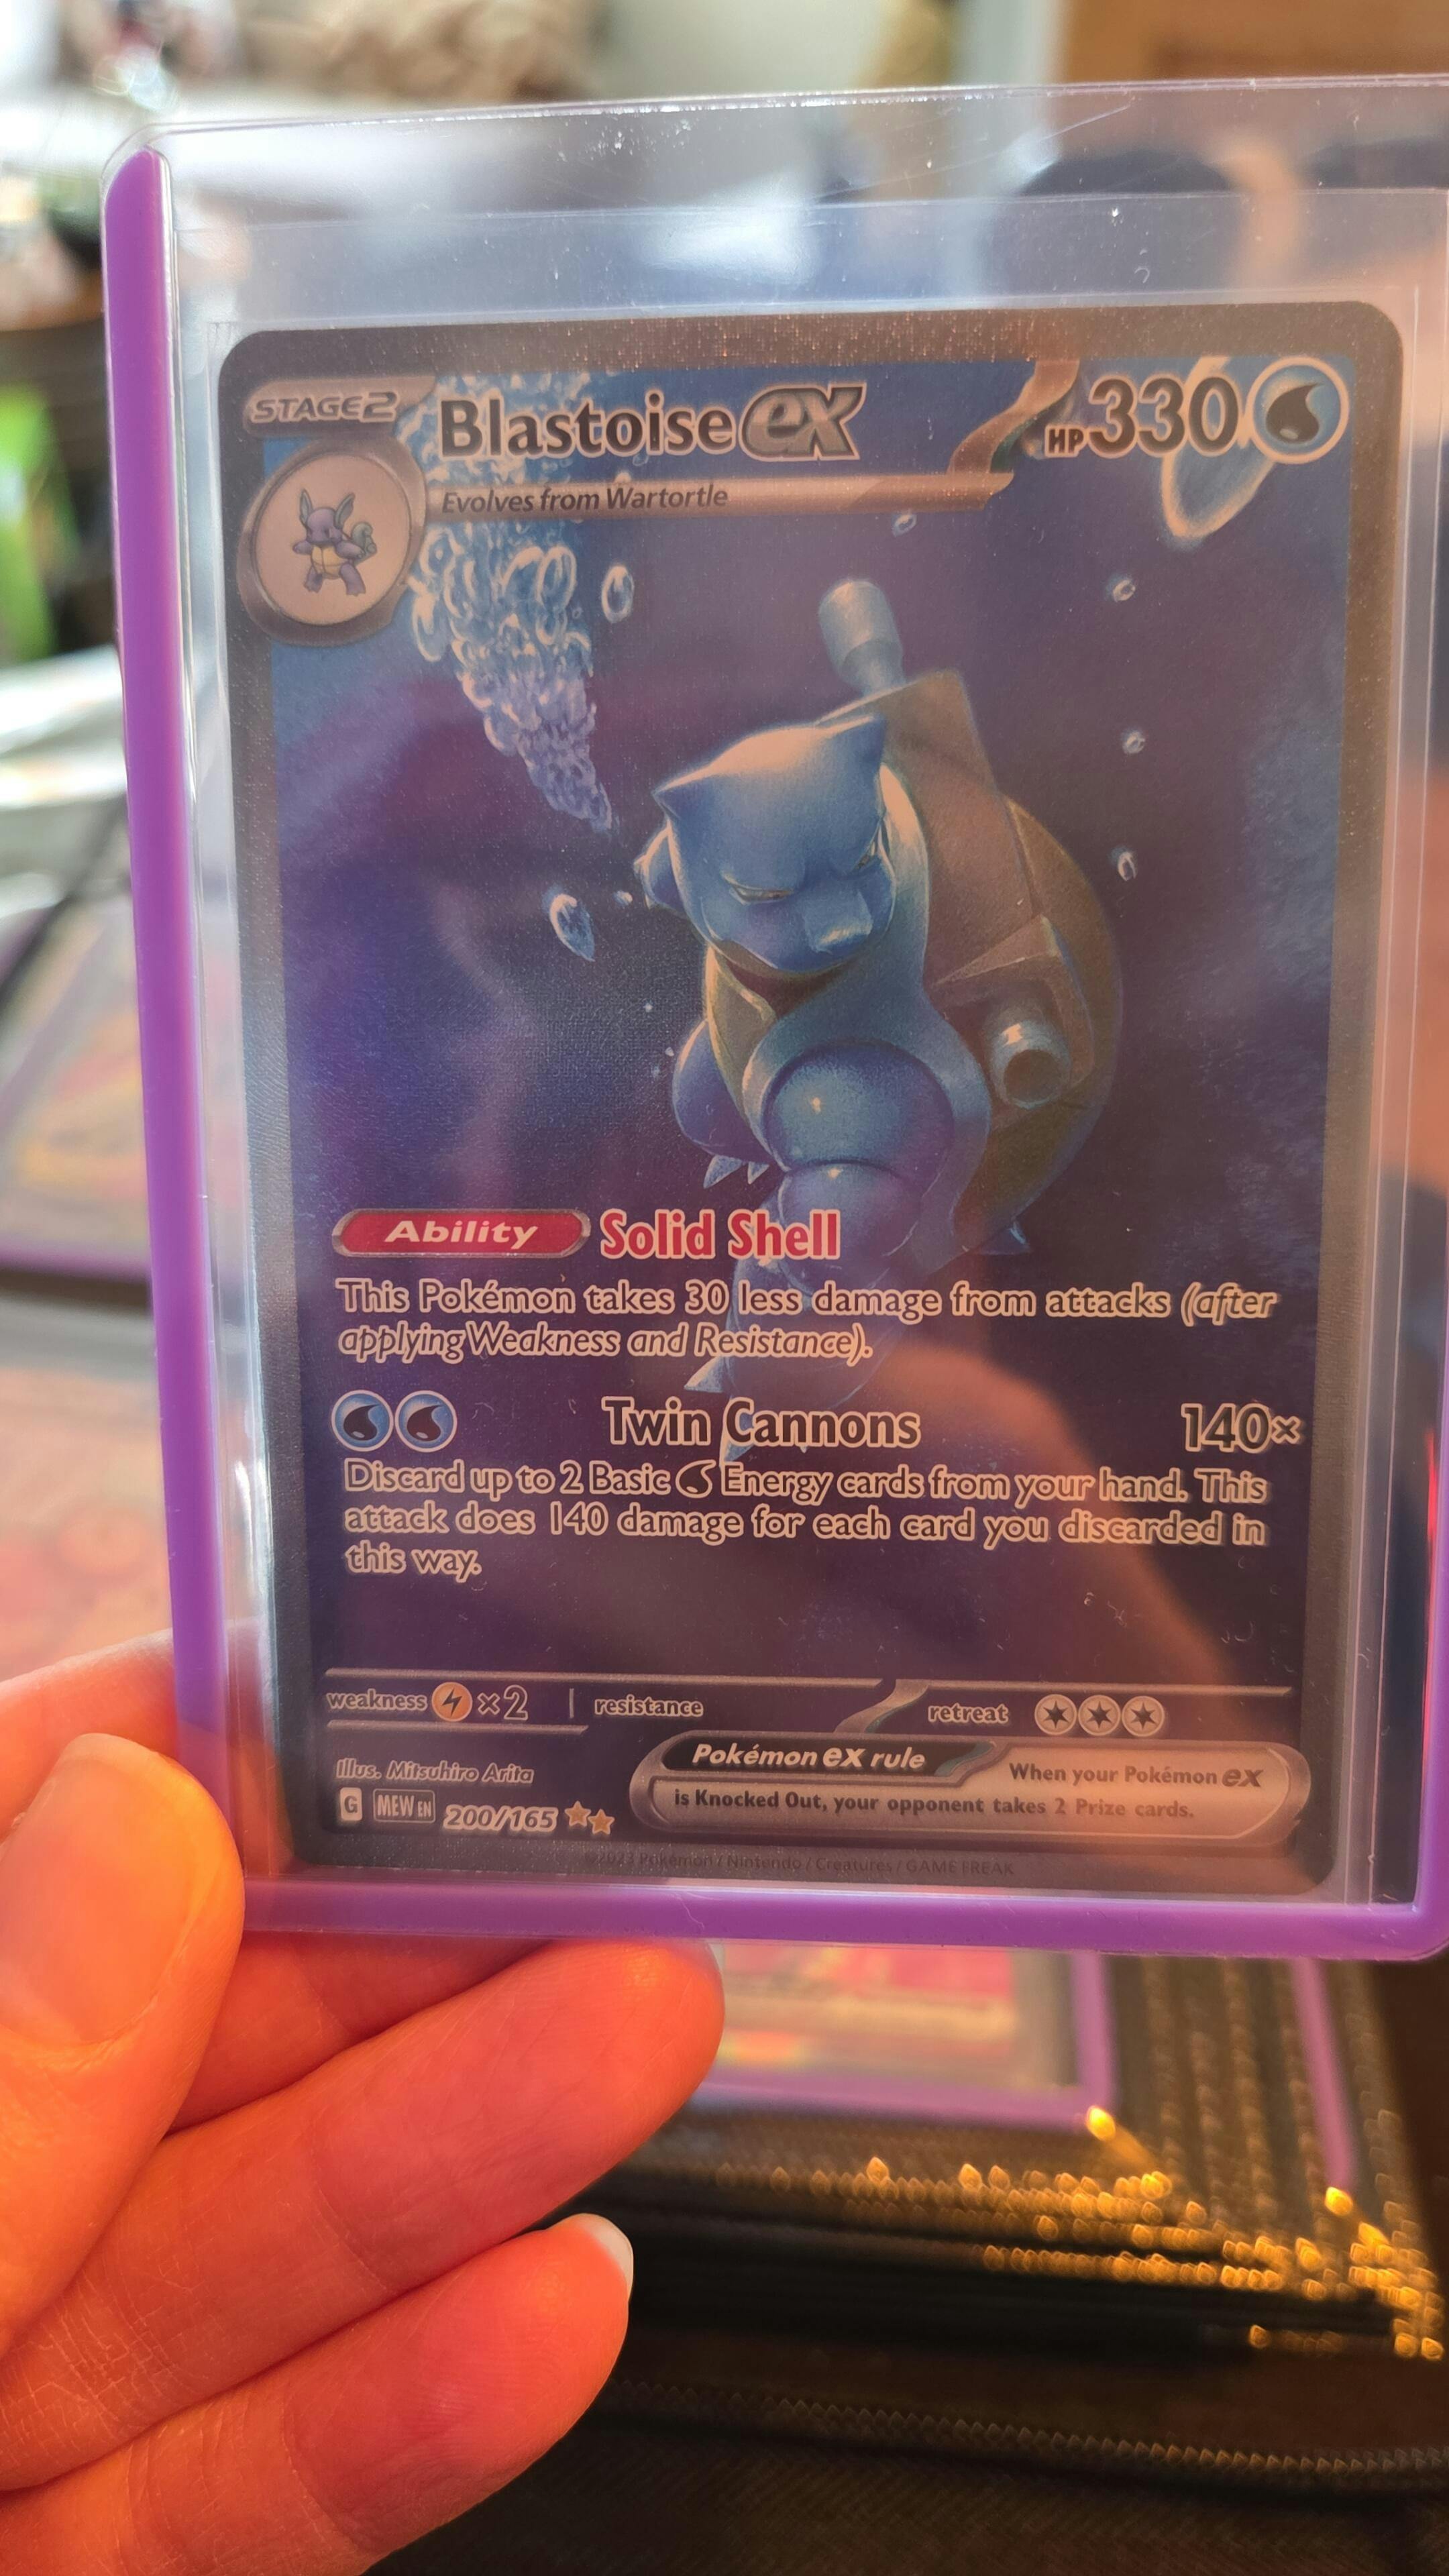 STAGE2
Blastoise ex
HP 330
Evolves from Wartortle
Ability Solid Shell
This Pokémon takes 30 less damage from attacks (after
applying Weakness and Resistance).
Twin Cannons 140×
Discard up to 2 Basic Energy cards from your hand. This
attack does 140 damage for each card you discarded in
this way.
weakness ×2 resistance retreat
Illus. Mitsuhiro Arita
Pokémon ex rule
When your Pokémon ex
is Knocked Out, your opponent takes 2 Prize cards.
G MEW EN 200/165
©2023 Pokémon / Nintendo / Creatures / GAME FREAK